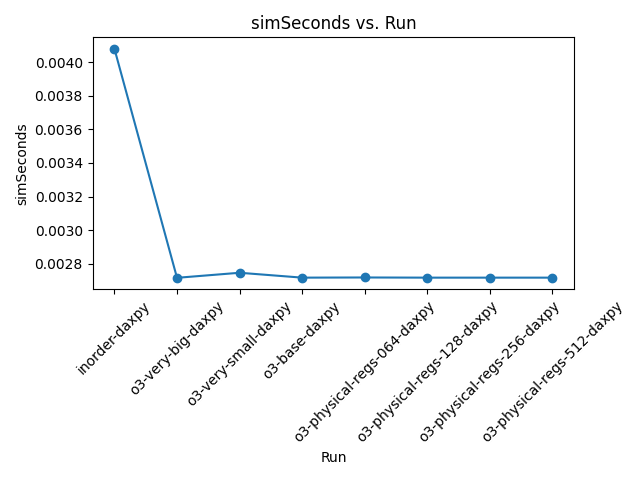 simSeconds vs. Run
simSeconds
0.0040
0.0038
0.0036
0.0034
0.0032
0.0030
0.0028
inorder-daxpy
o3-very-big-daxpy
o3-very-small-daxpy
o3-base-daxpy
o3-physical-regs-064-daxpy
o3-physical-regs-128-daxpy
o3-physical-regs-256-daxpy
o3-physical-regs-512-daxpy
Run